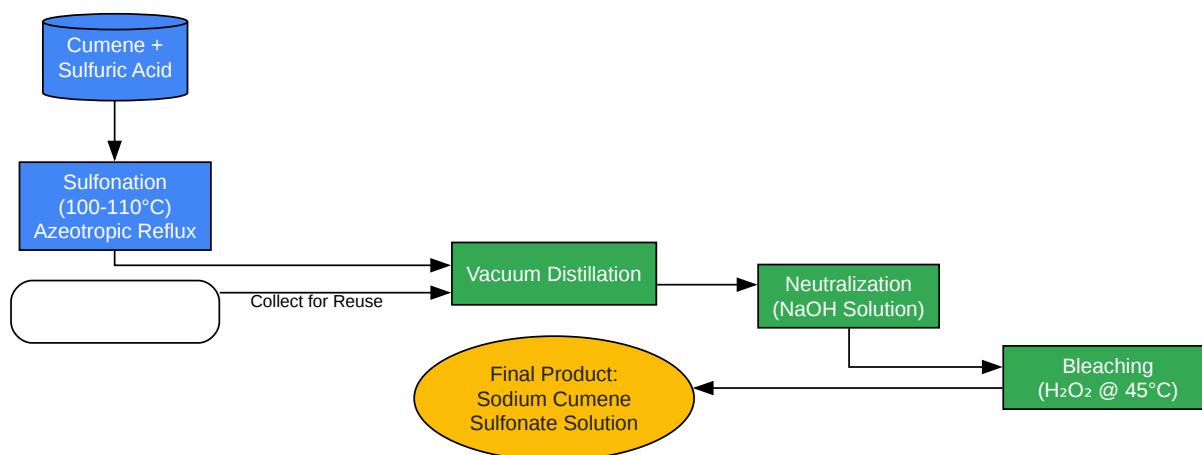 Cumene +
Sulfuric Acid
Sulfonation
(100-110°C)
Azeotropic Reflux
Collect for Reuse
Vacuum Distillation
Neutralization
(NaOH Solution)
Bleaching
(H₂O₂ @ 45°C)
Final Product:
Sodium Cumene
Sulfonate Solution